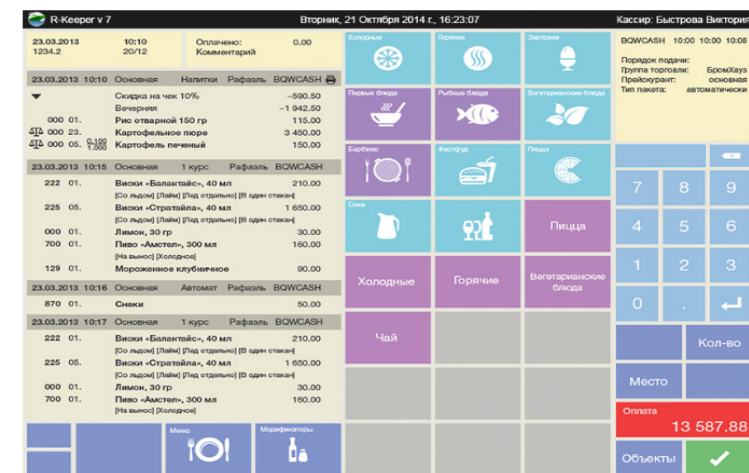 R-Keeper v 7
Вторник, 21 Октября 2014 г., 16:23:07
Кассир: Быстрова Виктория
23.03.2013 10:10 Оплачено: 0.00
1234.2 20/12 Комментарий
23.03.2013 10:10 Основная Напитки Рафаэль BQWCASH
Скидка на чек 10% –590.50
Вечерняя –1 942.50
000 01. Рис отварной 150 гр 115.00
000 23. Картофельное пюре 3 450.00
000 05. 0.100 1.000 Картофель печеный 150.00
23.03.2013 10:15 Основная 1 курс Рафаэль BQWCASH
222 01. Виски «Балантайс», 40 мл 210.00
[Со льдом] [Лайм] [Лед отдельно] [В один стакан]
225 05. Виски «Стратайла», 40 мл 1 650.00
[Со льдом] [Лайм] [Лед отдельно] [В один стакан]
000 01. Лимон, 30 гр 30.00
700 01. Пиво «Амстел», 300 мл 160.00
[На вынос] [Холодное]
129 01. Мороженное клубничное 90.00
23.03.2013 10:16 Основная Автомат Рафаэль BQWCASH
870 01. Снеки 50.00
23.03.2013 10:17 Основная 1 курс Рафаэль BQWCASH
222 01. Виски «Балантайс», 40 мл 210.00
[Со льдом] [Лайм] [Лед отдельно] [В один стакан]
225 05. Виски «Стратайла», 40 мл 1 650.00
[Со льдом] [Лайм] [Лед отдельно] [В один стакан]
000 01. Лимон, 30 гр 30.00
700 01. Пиво «Амстел», 300 мл 160.00
[На вынос] [Холодное]
Меню
Модификаторы
Холодные
Горячие
Завтраки
Первые блюда
Рыбные блюда
Вегетарианские блюда
Барбекю
Фастфуд
Пицца
Соки
Пицца
Холодные
Горячие
Вегетарианские
блюда
Чай
BQWCASH 10:00 10:00 10:08
Порядок подачи:
Группа торговли: БромХауз
Прейскурант: основная
Тип пакета: автоматически
7 8 9
4 5 6
1 2 3
0 .
Кол-во
Место
Оплата
13 587.88
Объекты